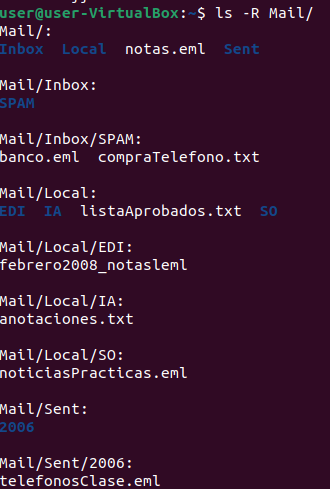 user@user-VirtualBox:~$ ls -R Mail/
Mail/:
Inbox  Local  notas.eml  Sent
Mail/Inbox:
SPAM
Mail/Inbox/SPAM:
banco.eml  compraTelefono.txt
Mail/Local:
EDI  IA  listaAprobados.txt  SO
Mail/Local/EDI:
febrero2008_notasleml
Mail/Local/IA:
anotaciones.txt
Mail/Local/SO:
noticiasPracticas.eml
Mail/Sent:
2006
Mail/Sent/2006:
telefonosClase.eml